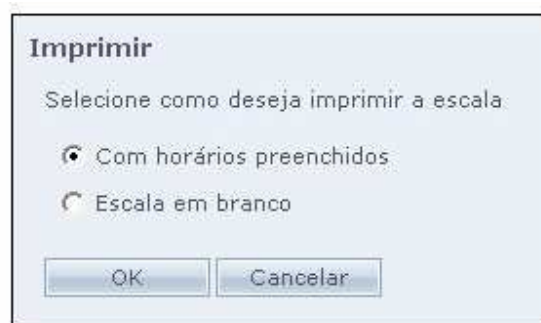 Imprimir
Selecione como deseja imprimir a escala
Com horários preenchidos
Escala em branco
OK Cancelar